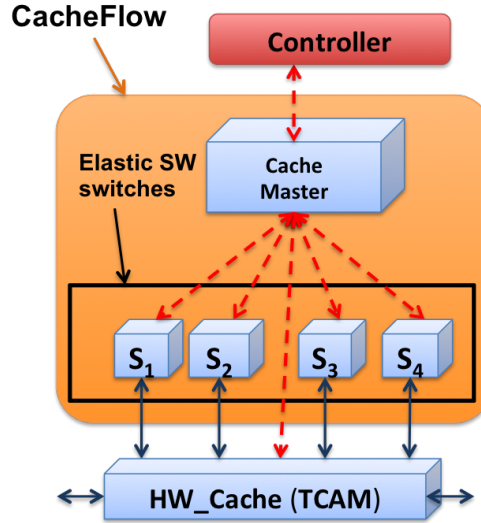 CacheFlow
Controller
Cache
Master
Elastic SW
switches
S1 S2 S3 S4
HW_Cache (TCAM)